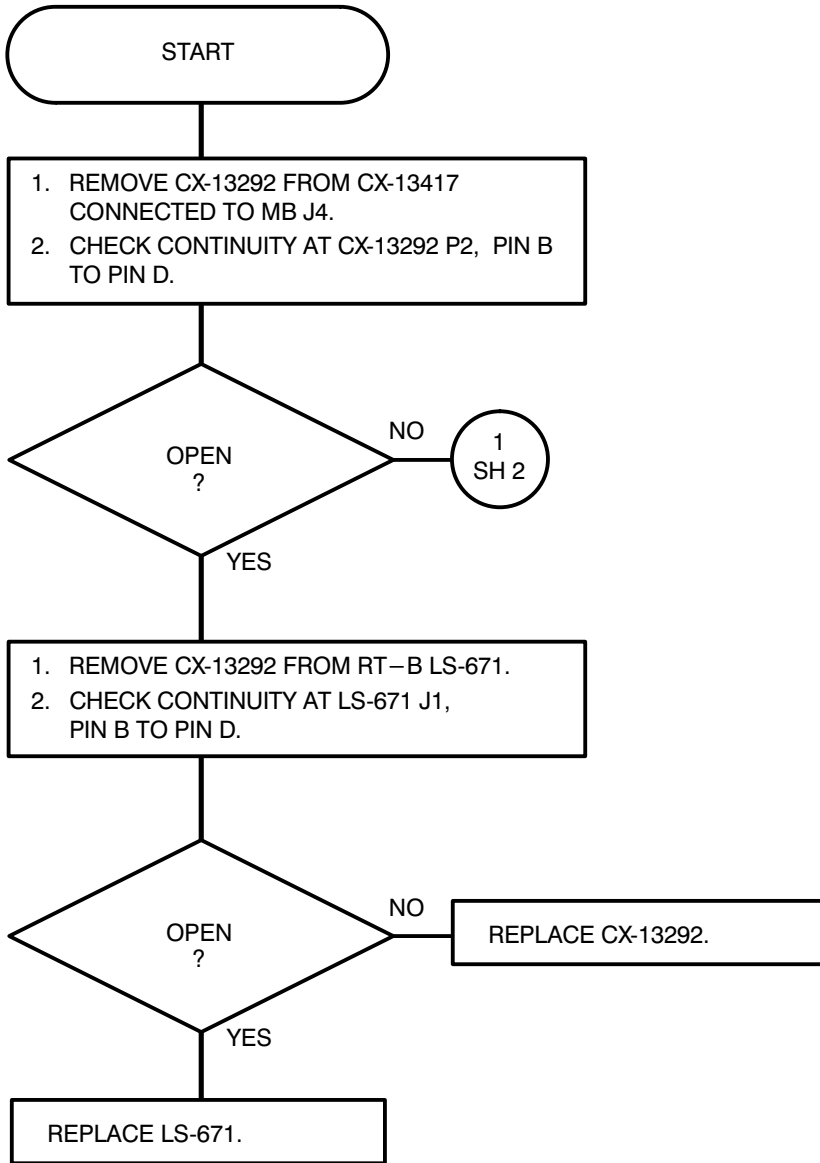 START
1. REMOVE CX-13292 FROM CX-13417
CONNECTED TO MB J4.
2. CHECK CONTINUITY AT CX-13292 P2, PIN B
TO PIN D.
OPEN
?
NO
1
SH 2
YES
1. REMOVE CX-13292 FROM RT−B LS-671.
2. CHECK CONTINUITY AT LS-671 J1,
PIN B TO PIN D.
OPEN
?
NO
REPLACE CX-13292.
YES
REPLACE LS-671.